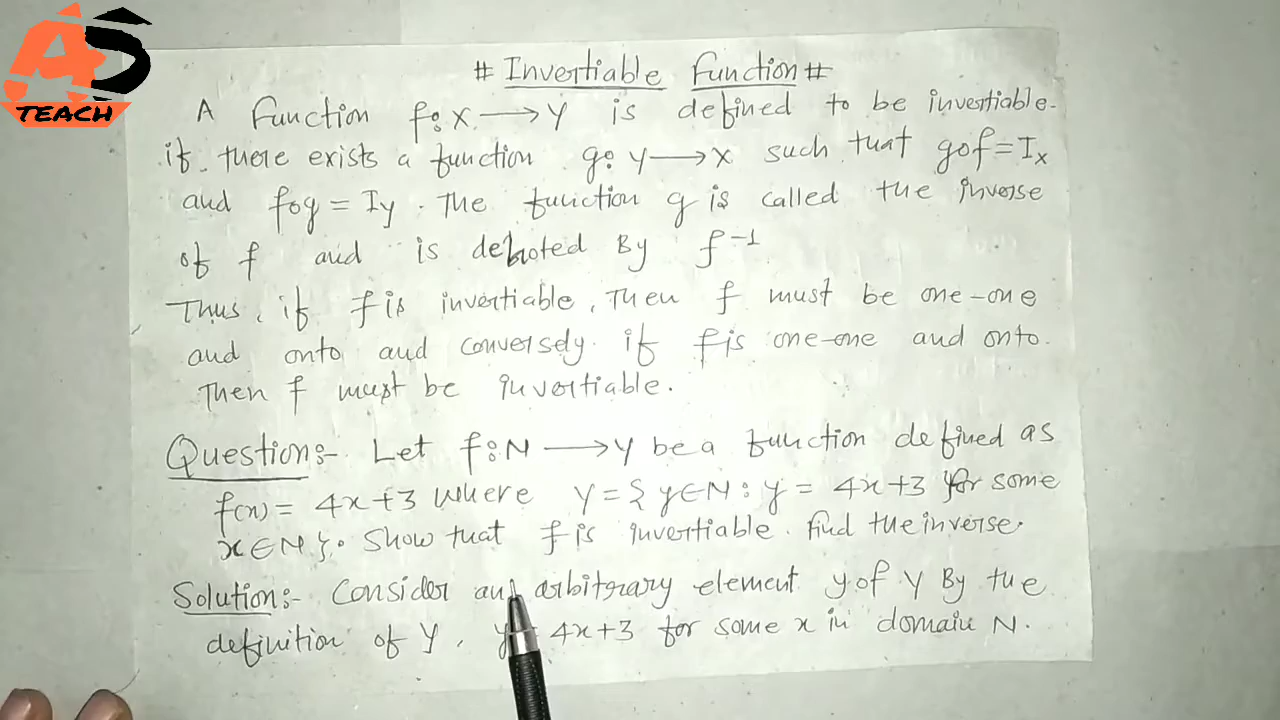 AS
TEACH
# Invertiable Function #
A function f: X → Y is defined to be invertiable.
if there exists a function g: Y → X such that gof = Ix
and fog = Iy. The function g is called the inverse
of f and is denoted By f⁻¹
Thus, if f is invertiable, Then f must be one-one
and onto and conversely if f is one-one and onto.
Then f must be invertiable.
Question:- Let f: N → Y be a function defined as
f(x) = 4x+3 where Y = { y∈N : y = 4x+3 for some
x∈N }. Show that f is invertiable. find the inverse.
Solution:- Consider an arbitrary element y of Y By the
definition of Y, y = 4x+3 for some x in domain N.